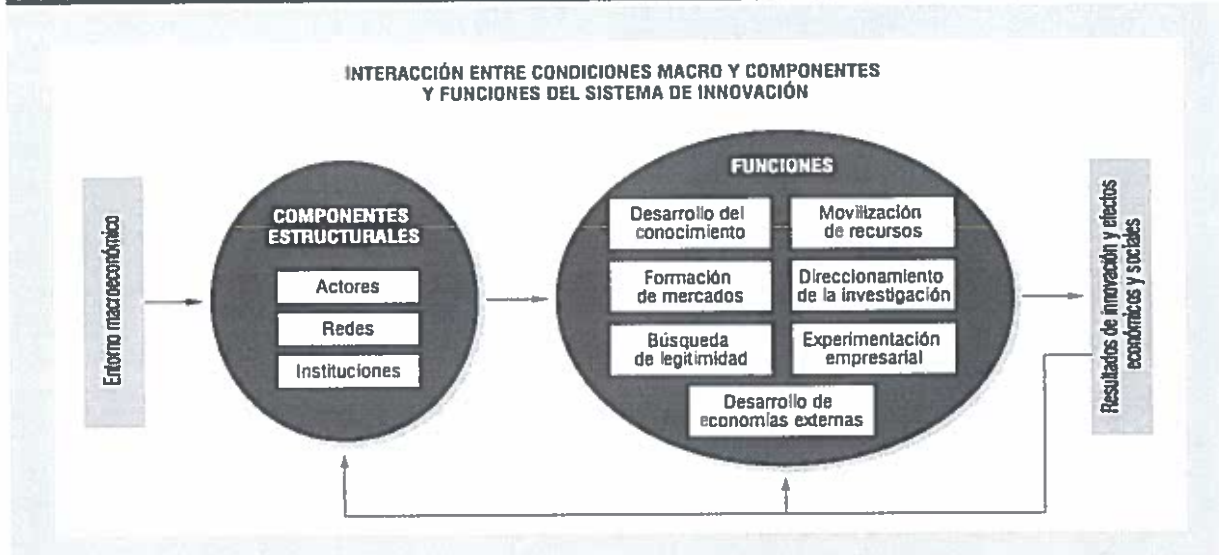 INTERACCIÓN ENTRE CONDICIONES MACRO Y COMPONENTES
Y FUNCIONES DEL SISTEMA DE INNOVACIÓN
Entorno macroeconómico
COMPONENTES
ESTRUCTURALES
Actores
Redes
Instituciones
FUNCIONES
Desarrollo del
conocimiento
Movilización
de recursos
Formación
de mercados
Direccionamiento
de la investigación
Búsqueda
de legitimidad
Experimentación
empresarial
Desarrollo de
economías externas
Resultados de innovación y efectos
económicos y sociales